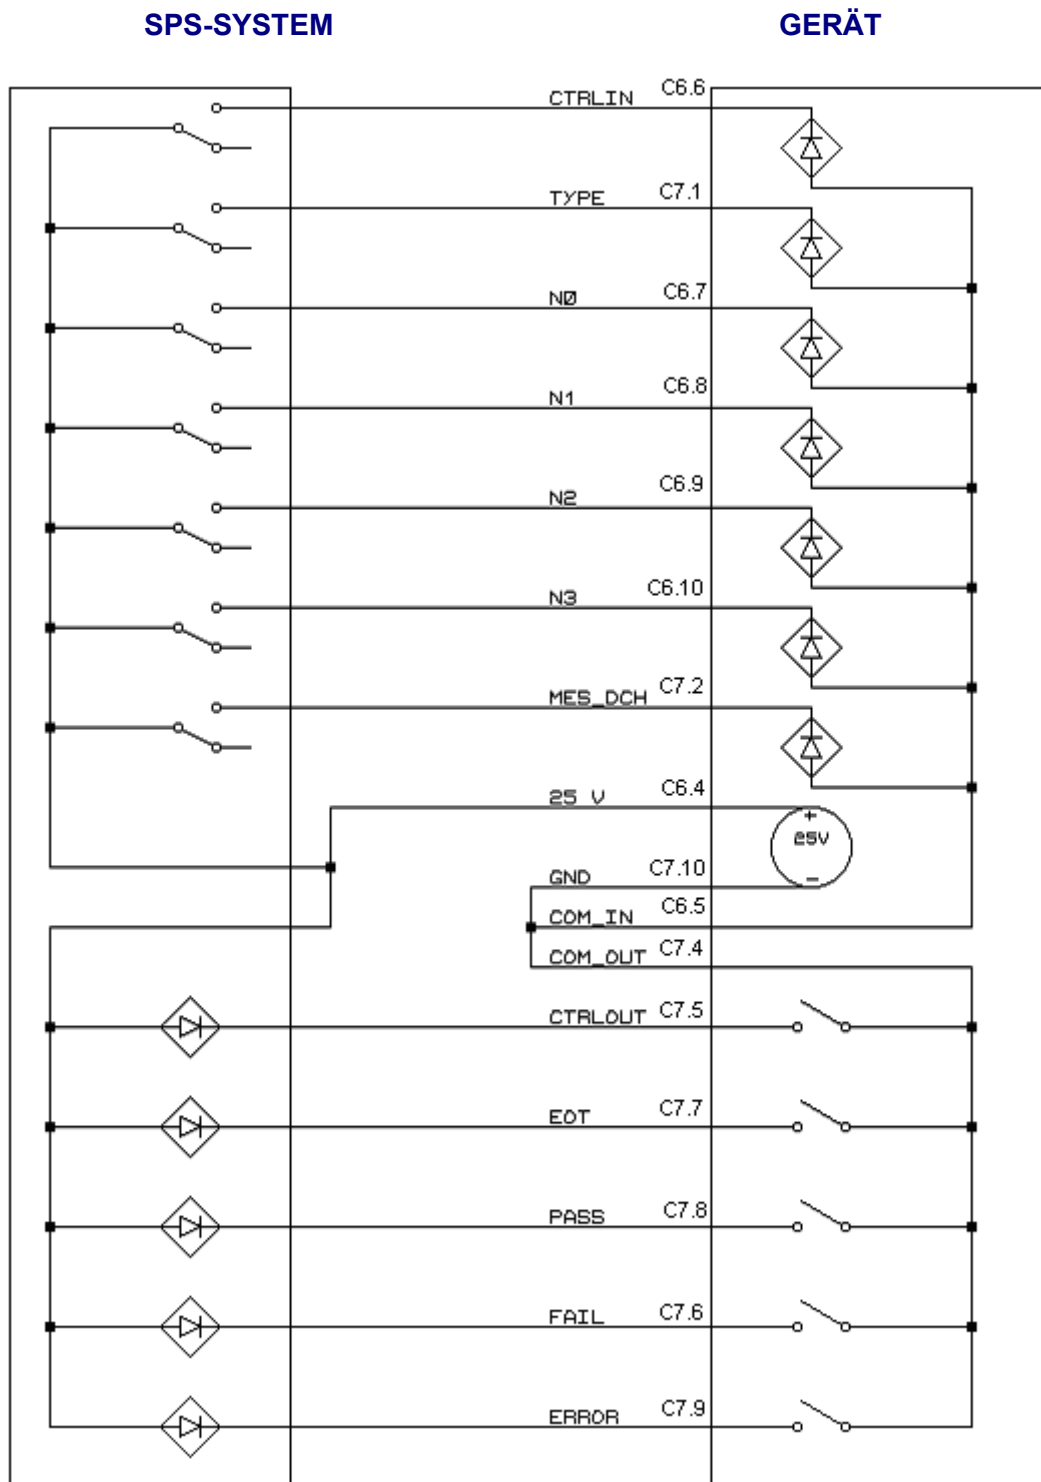 SPS-SYSTEM GERÄT
CTRLIN C6.6
TYPE C7.1
N0 C6.7
N1 C6.8
N2 C6.9
N3 C6.10
MES_DCH C7.2
25 V C6.4
+
25V
−
GND C7.10
COM_IN C6.5
COM_OUT C7.4
CTRLOUT C7.5
EOT C7.7
PASS C7.8
FAIL C7.6
ERROR C7.9